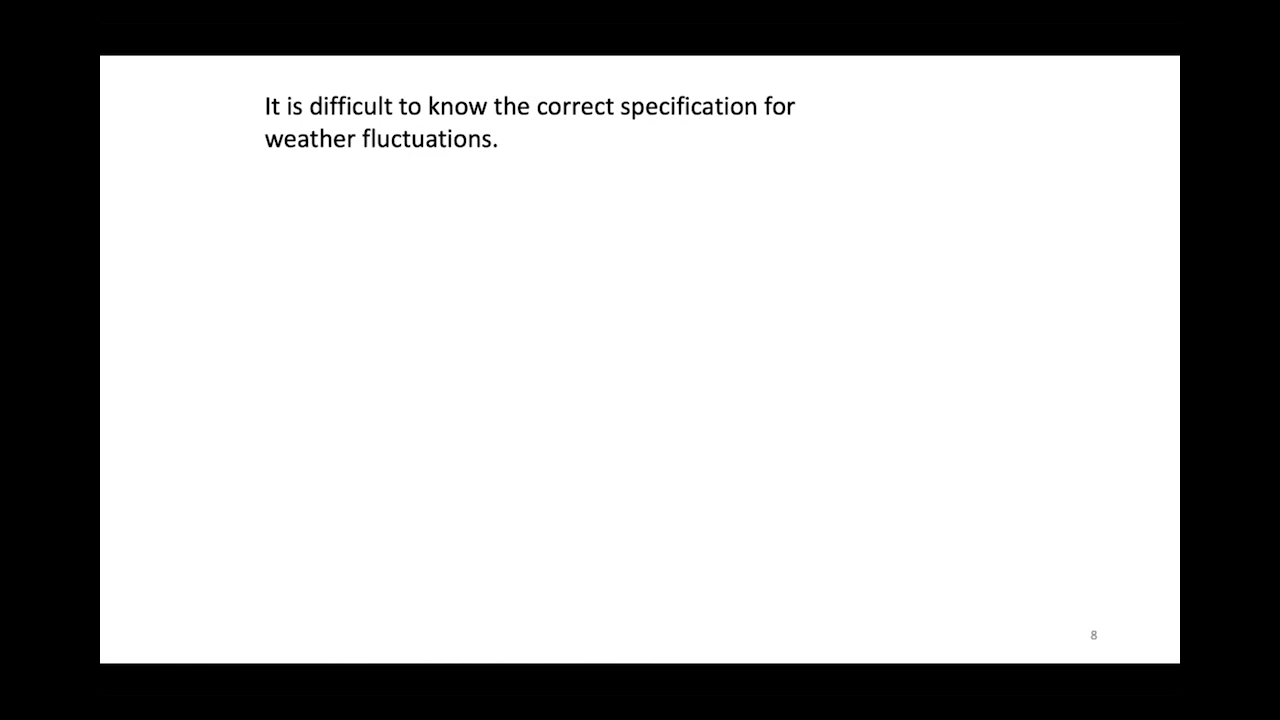 It is difficult to know the correct specification for
weather fluctuations.
8